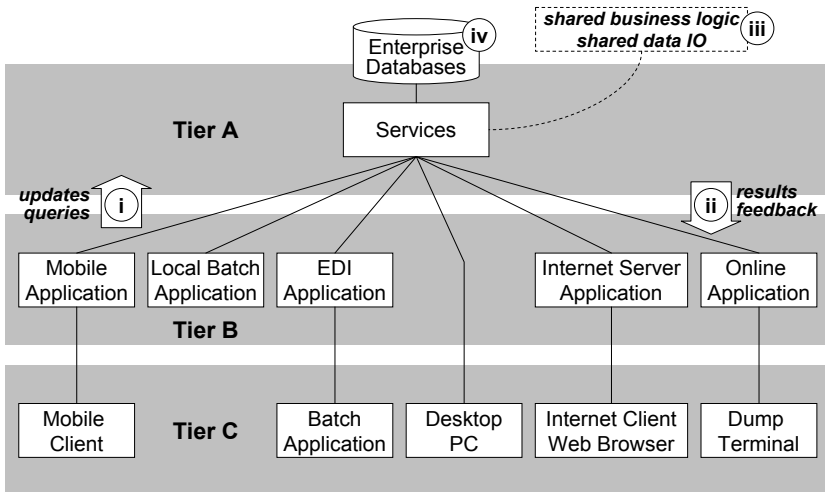 Enterprise
Databases
iv
shared business logic
shared data IO
iii
Tier A
Services
updates
queries
i
ii
results
feedback
Mobile
Application
Local Batch
Application
EDI
Application
Internet Server
Application
Online
Application
Tier B
Mobile
Client
Tier C
Batch
Application
Desktop
PC
Internet Client
Web Browser
Dump
Terminal